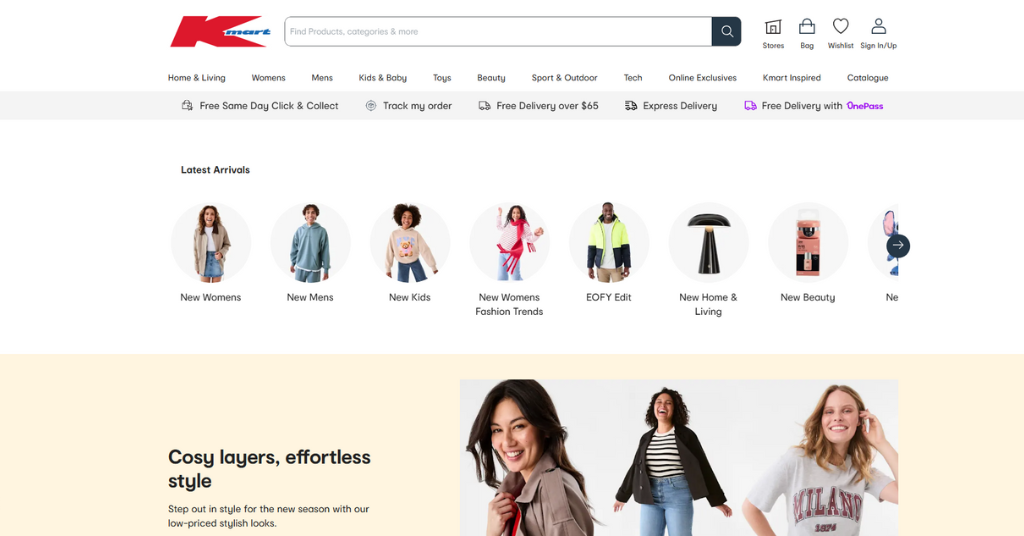 Kmart
Find Products, categories & more
Stores
Bag
Wishlist
Sign In/Up
Home & Living
Womens
Mens
Kids & Baby
Toys
Beauty
Sport & Outdoor
Tech
Online Exclusives
Kmart Inspired
Catalogue
Free Same Day Click & Collect
Track my order
Free Delivery over $65
Express Delivery
Free Delivery with OnePass
Latest Arrivals
New Womens
New Mens
New Kids
New Womens
Fashion Trends
EOFY Edit
New Home &
Living
New Beauty
Ne
Cosy layers, effortless
style
Step out in style for the new season with our
low-priced stylish looks.
MILANO
1874